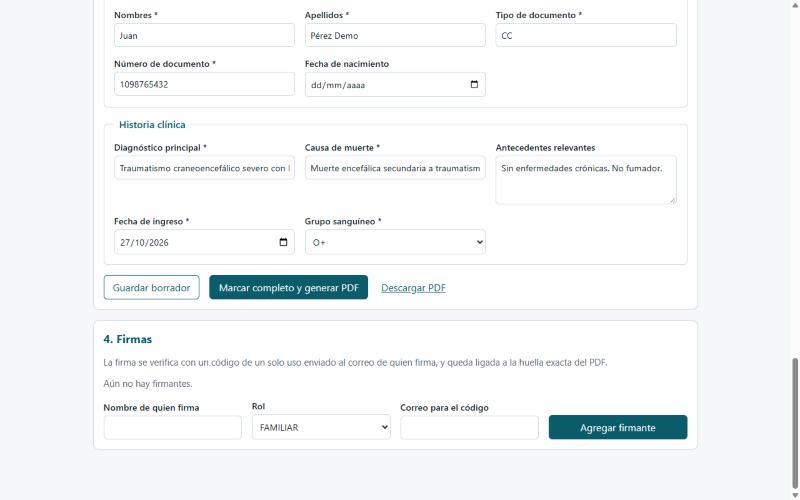 Nombres * Apellidos * Tipo de documento *
Juan Pérez Demo CC
Número de documento * Fecha de nacimiento
1098765432 dd/mm/aaaa
Historia clínica
Diagnóstico principal * Causa de muerte * Antecedentes relevantes
Traumatismo craneoencefálico severo con Muerte encefálica secundaria a traumatism Sin enfermedades crónicas. No fumador.
Fecha de ingreso * Grupo sanguíneo *
27/10/2026 O+
Guardar borrador Marcar completo y generar PDF Descargar PDF
4. Firmas
La firma se verifica con un código de un solo uso enviado al correo de quien firma, y queda ligada a la huella exacta del PDF.
Aún no hay firmantes.
Nombre de quien firma Rol Correo para el código
FAMILIAR Agregar firmante